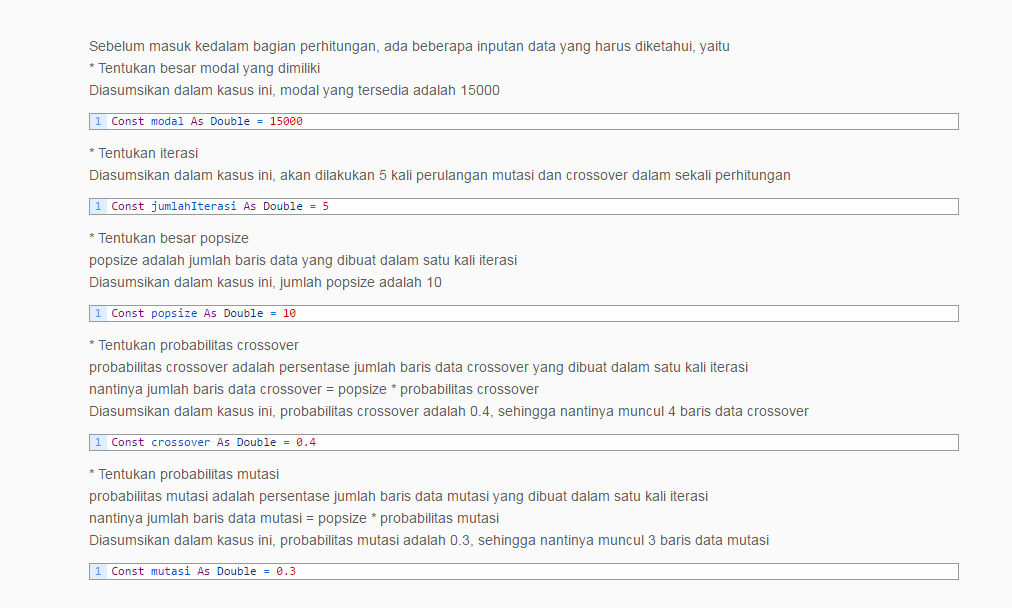 Sebelum masuk kedalam bagian perhitungan, ada beberapa inputan data yang harus diketahui, yaitu
* Tentukan besar modal yang dimiliki
Diasumsikan dalam kasus ini, modal yang tersedia adalah 15000
1 Const modal As Double = 15000
* Tentukan iterasi
Diasumsikan dalam kasus ini, akan dilakukan 5 kali perulangan mutasi dan crossover dalam sekali perhitungan
1 Const jumlahIterasi As Double = 5
* Tentukan besar popsize
popsize adalah jumlah baris data yang dibuat dalam satu kali iterasi
Diasumsikan dalam kasus ini, jumlah popsize adalah 10
1 Const popsize As Double = 10
* Tentukan probabilitas crossover
probabilitas crossover adalah persentase jumlah baris data crossover yang dibuat dalam satu kali iterasi
nantinya jumlah baris data crossover = popsize * probabilitas crossover
Diasumsikan dalam kasus ini, probabilitas crossover adalah 0.4, sehingga nantinya muncul 4 baris data crossover
1 Const crossover As Double = 0.4
* Tentukan probabilitas mutasi
probabilitas mutasi adalah persentase jumlah baris data mutasi yang dibuat dalam satu kali iterasi
nantinya jumlah baris data mutasi = popsize * probabilitas mutasi
Diasumsikan dalam kasus ini, probabilitas mutasi adalah 0.3, sehingga nantinya muncul 3 baris data mutasi
1 Const mutasi As Double = 0.3